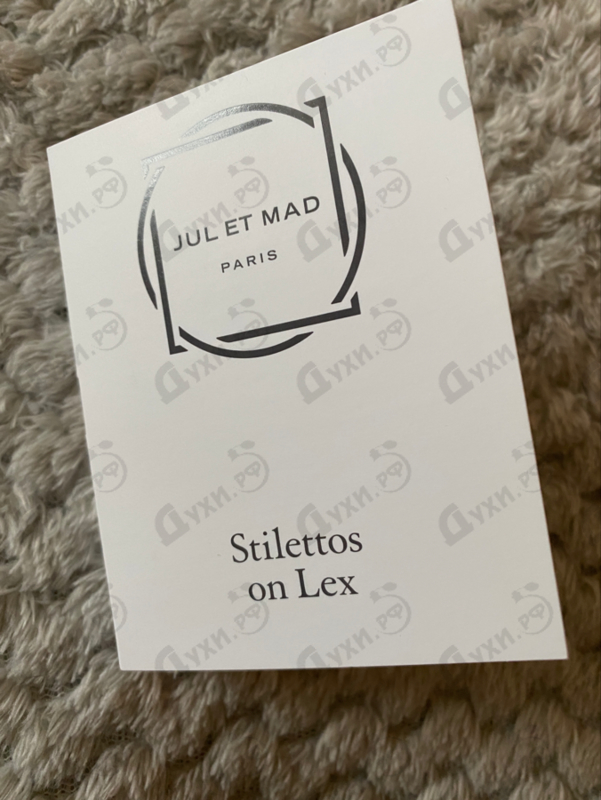 JUL ET MAD
PARIS
Stilettos
on Lex
Духи.рф